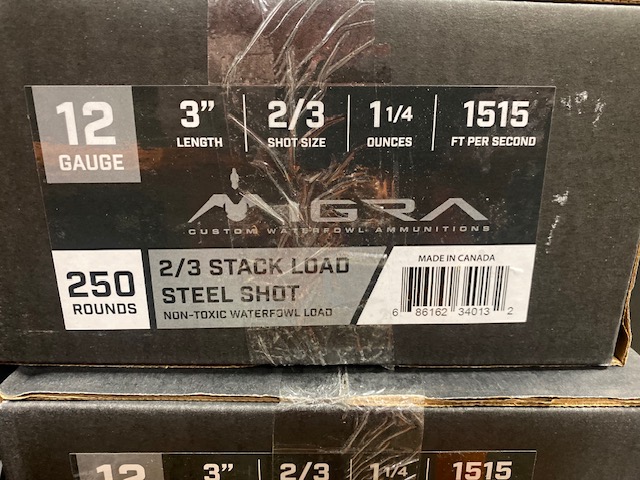 12
GAUGE
3”
LENGTH
2/3
SHOT SIZE
1 1/4
OUNCES
1515
FT PER SECOND
MIGRA
CUSTOM WATERFOWL AMMUNITIONS
250
ROUNDS
2/3 STACK LOAD
STEEL SHOT
NON-TOXIC WATERFOWL LOAD
MADE IN CANADA
6 86162 34013 2
12 3” 2/3 1 1/4 1515